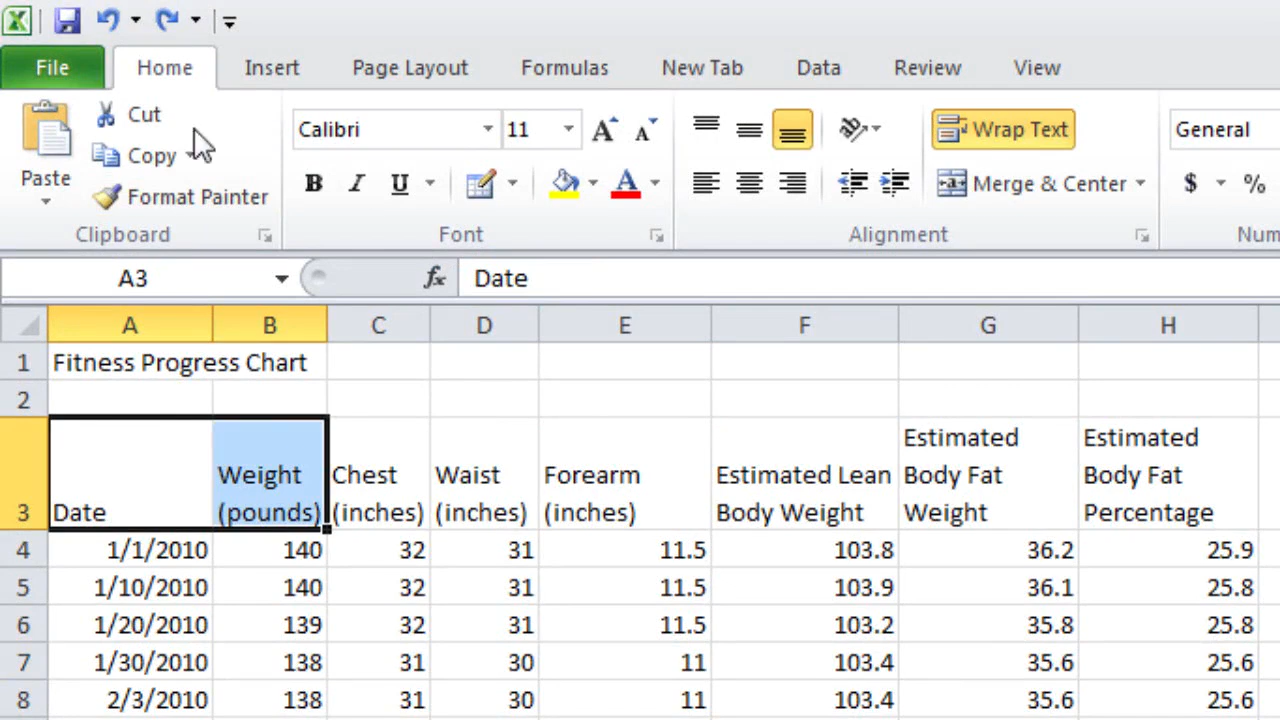 File Home Insert Page Layout Formulas New Tab Data Review View
Cut
Copy
Format Painter
Paste
Clipboard
Calibri 11
B I U A
Font
Wrap Text
Merge & Center
Alignment
General
$ %
Num
A3 fx Date
A B C D E F G H
1 Fitness Progress Chart
2
3 Date Weight (pounds) Chest (inches) Waist (inches) Forearm (inches) Estimated Lean Body Weight Estimated Body Fat Weight Estimated Body Fat Percentage
4 1/1/2010 140 32 31 11.5 103.8 36.2 25.9
5 1/10/2010 140 32 31 11.5 103.9 36.1 25.8
6 1/20/2010 139 32 31 11.5 103.2 35.8 25.8
7 1/30/2010 138 31 30 11 103.4 35.6 25.6
8 2/3/2010 138 31 30 11 103.4 35.6 25.6